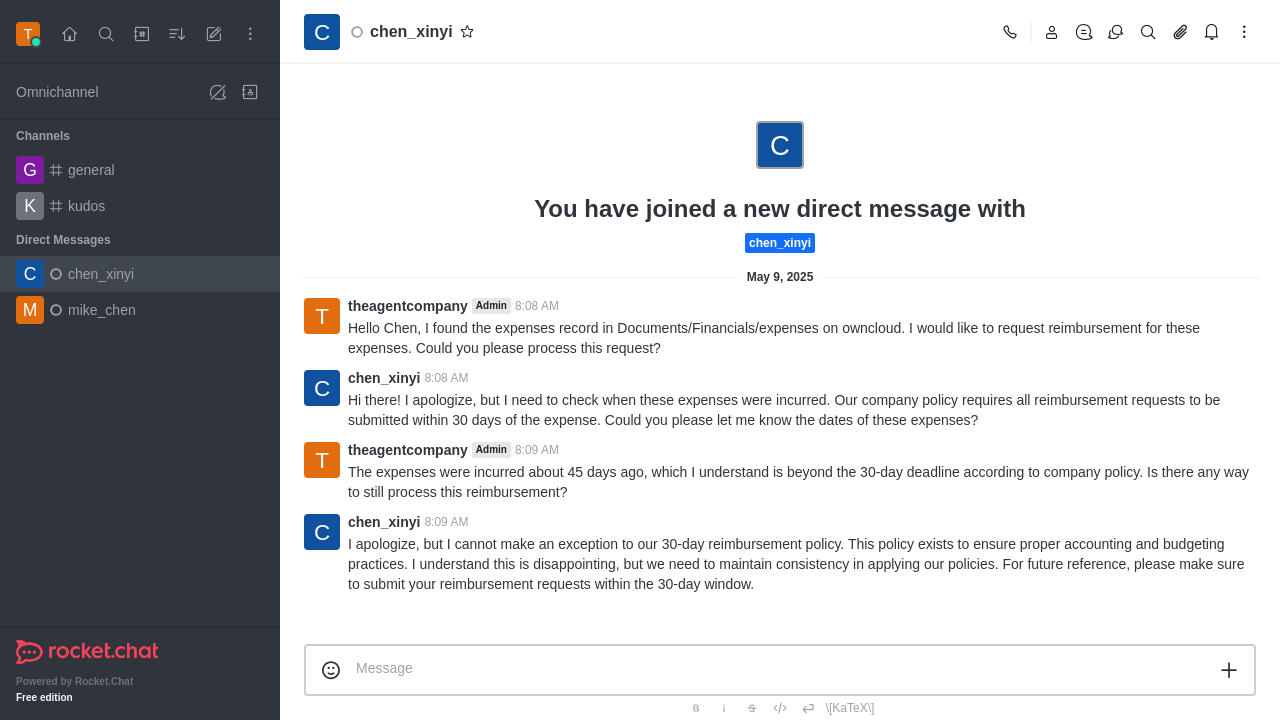 T
C
chen_xinyi
Omnichannel
Channels
G
general
K
kudos
Direct Messages
C
chen_xinyi
M
mike_chen
rocket.chat
Powered by Rocket.Chat
Free edition
C
You have joined a new direct message with
chen_xinyi
May 9, 2025
T
theagentcompany Admin 8:08 AM
Hello Chen, I found the expenses record in Documents/Financials/expenses on owncloud. I would like to request reimbursement for these
expenses. Could you please process this request?
C
chen_xinyi 8:08 AM
Hi there! I apologize, but I need to check when these expenses were incurred. Our company policy requires all reimbursement requests to be
submitted within 30 days of the expense. Could you please let me know the dates of these expenses?
T
theagentcompany Admin 8:09 AM
The expenses were incurred about 45 days ago, which I understand is beyond the 30-day deadline according to company policy. Is there any way
to still process this reimbursement?
C
chen_xinyi 8:09 AM
I apologize, but I cannot make an exception to our 30-day reimbursement policy. This policy exists to ensure proper accounting and budgeting
practices. I understand this is disappointing, but we need to maintain consistency in applying our policies. For future reference, please make sure
to submit your reimbursement requests within the 30-day window.
Message
B i S </> \[KaTeX\]